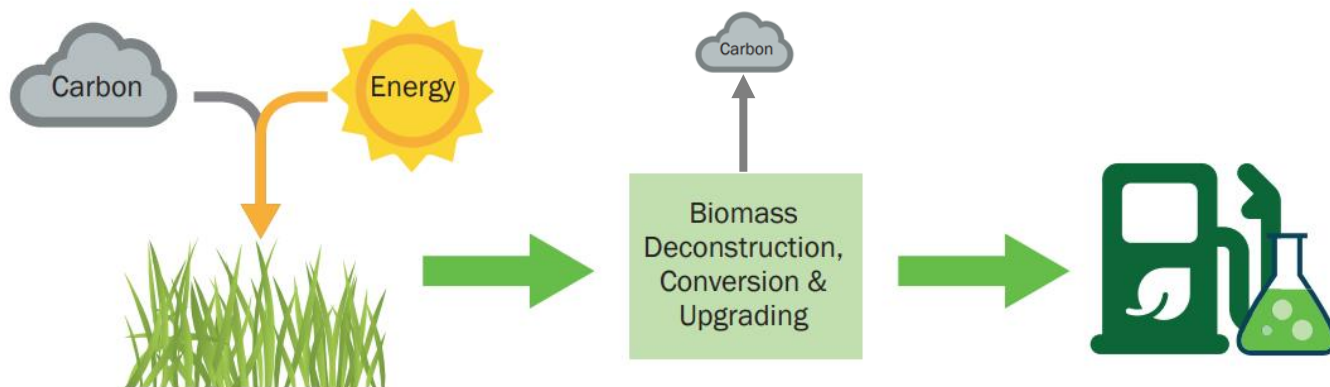 Carbon
Energy
Carbon
Biomass
Deconstruction,
Conversion &
Upgrading